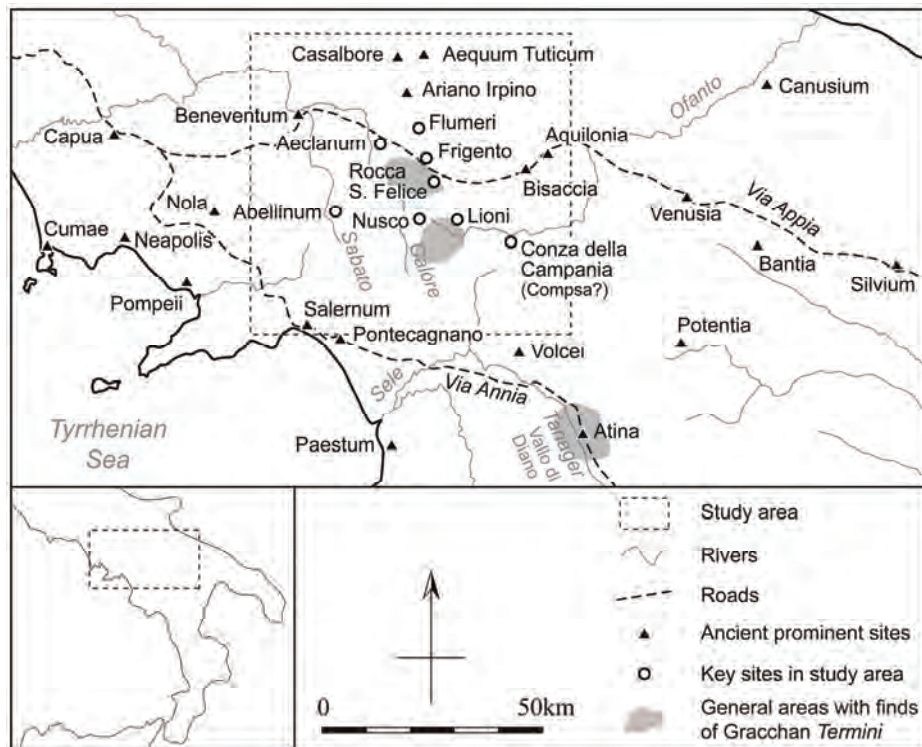 Casalbore
Aequum Tuticum
Ariano Irpino
Canusium
Ofanto
Beneventum
Flumeri
Capua
Aeclanum
Frigento
Aquilonia
Rocca
S. Felice
Bisaccia
Via Appia
Nola
Abellinum
Nusco
Lioni
Venusia
Cumae
Neapolis
Sabato
Calore
Conza della
Campania
(Compsa?)
Bantia
Silvium
Pompeii
Salernum
Pontecagnano
Volcei
Potentia
Sele
Via Annia
Tyrrhenian
Sea
Paestum
Tanager
Vallo di
Diano
Atina
Study area
Rivers
Roads
Ancient prominent sites
Key sites in study area
General areas with finds
of Gracchan Termini
0
50km